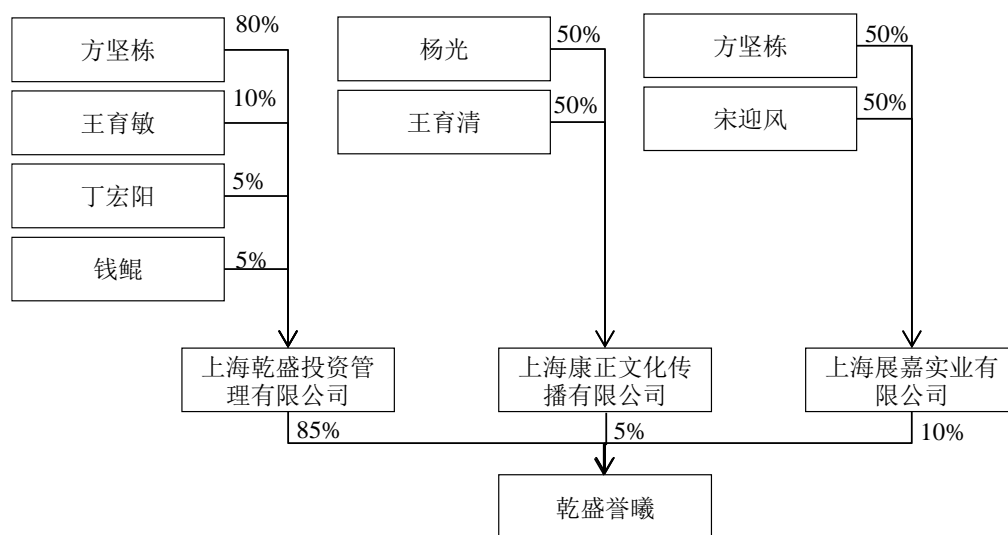 方坚栋
80%
王育敏
10%
丁宏阳
5%
钱鲲
5%
杨光
50%
王育清
50%
方坚栋
50%
宋迎风
50%
上海乾盛投资管
理有限公司
上海康正文化传
播有限公司
上海展嘉实业有
限公司
85%
5%
10%
乾盛誉曦